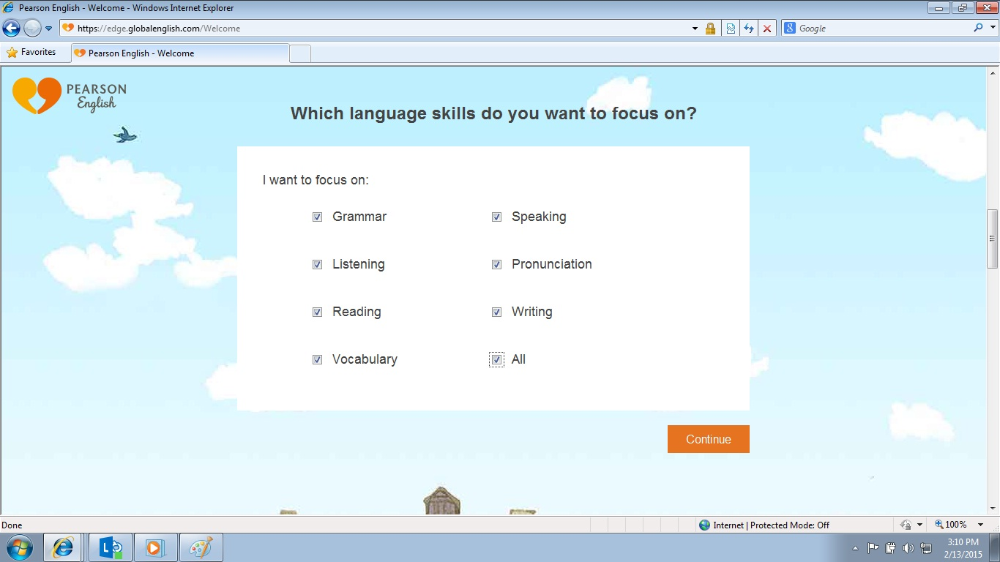 Pearson English - Welcome - Windows Internet Explorer
https://edge.globalenglish.com/Welcome
Google
Favorites
Pearson English - Welcome
PEARSON
English
Which language skills do you want to focus on?
I want to focus on:
Grammar
Speaking
Listening
Pronunciation
Reading
Writing
Vocabulary
All
Continue
Done
Internet | Protected Mode: Off
100%
3:10 PM
2/13/2015